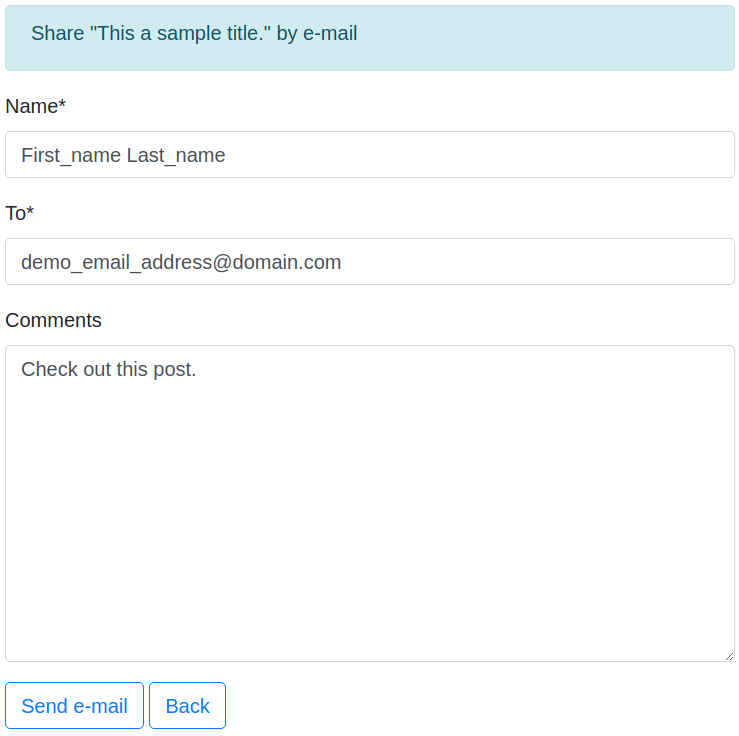 Share "This a sample title." by e-mail
Name*
First_name Last_name
To*
demo_email_address@domain.com
Comments
Check out this post.
Send e-mail Back